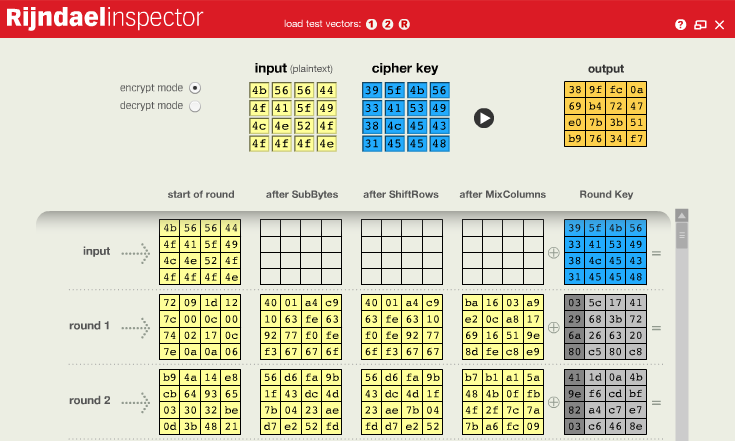 Rijndaelinspector load test vectors: 1 2 R ? ×
input (plaintext) cipher key output
encrypt mode
decrypt mode
4b 56 56 44 39 5f 4b 56 38 9f fc 0a
4f 41 5f 49 33 41 53 49 69 b4 72 47
4c 4e 52 4f 38 4c 45 43 e0 7b 3b 51
4f 4f 4f 4e 31 45 45 48 b9 76 34 f7
start of round after SubBytes after ShiftRows after MixColumns Round Key
input
4b 56 56 44 39 5f 4b 56
4f 41 5f 49 33 41 53 49
4c 4e 52 4f 38 4c 45 43
4f 4f 4f 4e 31 45 45 48
⊕ =
round 1
72 09 1d 12 40 01 a4 c9 40 01 a4 c9 ba 16 03 a9 03 5c 17 41
7c 00 0c 00 10 63 fe 63 63 fe 63 10 e2 0c a8 17 29 68 3b 72
74 02 17 0c 92 77 f0 fe f0 fe 92 77 69 16 51 9e 6a 26 63 20
7e 0a 0a 06 f3 67 67 6f 6f f3 67 67 8d fe c8 e9 80 c5 80 c8
⊕ =
round 2
b9 4a 14 e8 56 d6 fa 9b 56 d6 fa 9b b7 b1 a1 5a 41 1d 0a 4b
cb 64 93 65 1f 43 dc 4d 43 dc 4d 1f 48 4b 0f fb 9e f6 cd bf
03 30 32 be 7b 04 23 ae 23 ae 7b 04 4f 2f 7c 7a 82 a4 c7 e7
0d 3b 48 21 d7 e2 52 fd fd d7 e2 52 7b a6 fc 09 03 c6 46 8e
⊕ =